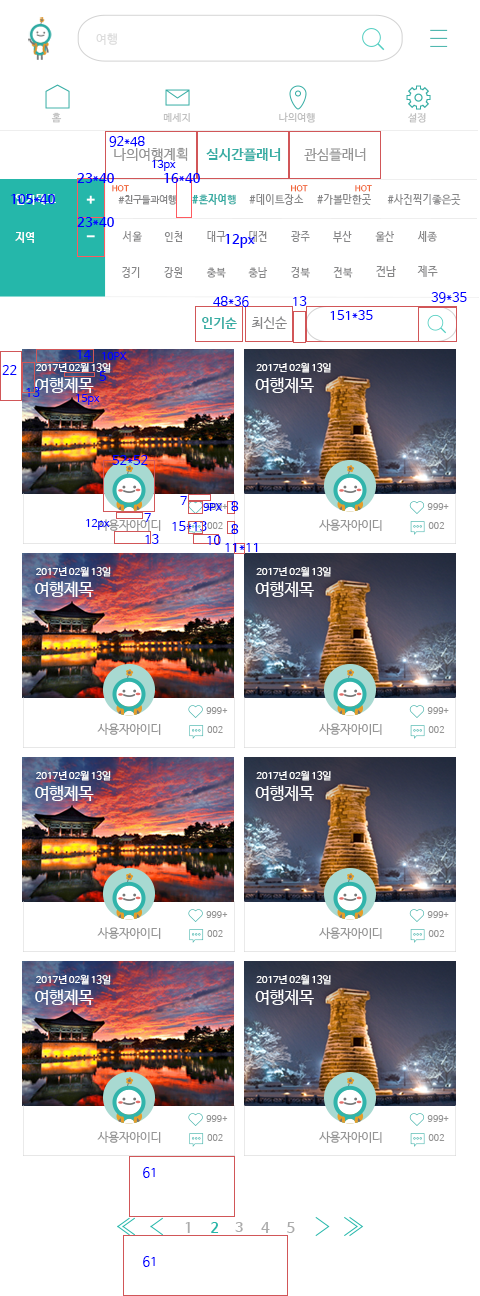 여행
홈
메세지
나의여행
설정
92*48
나의여행계획
실시간플래너
관심플래너
13px
23*40
16*40
105*40
HOT
HOT
HOT
#친구들과여행
#혼자여행
#데이트장소
#가볼만한곳
#사진찍기좋은곳
23*40
지역
서울
인천
대구
대전
광주
부산
울산
세종
12px
경기
강원
충북
충남
경북
전북
전남
제주
48*36
13
39*35
인기순
최신순
151*35
22
14
10PX
2017년 02월 13일
2017년 02월 13일
5
여행제목
여행제목
13
15px
52*52
7
9PX
8
999+
999+
12px
7
15*13
8
사용자아이디
002
사용자아이디
002
13
10
11*11
2017년 02월 13일
2017년 02월 13일
여행제목
여행제목
999+
999+
사용자아이디
002
사용자아이디
002
2017년 02월 13일
2017년 02월 13일
여행제목
여행제목
999+
999+
사용자아이디
002
사용자아이디
002
2017년 02월 13일
2017년 02월 13일
여행제목
여행제목
999+
999+
사용자아이디
002
사용자아이디
002
61
1 2 3 4 5
61